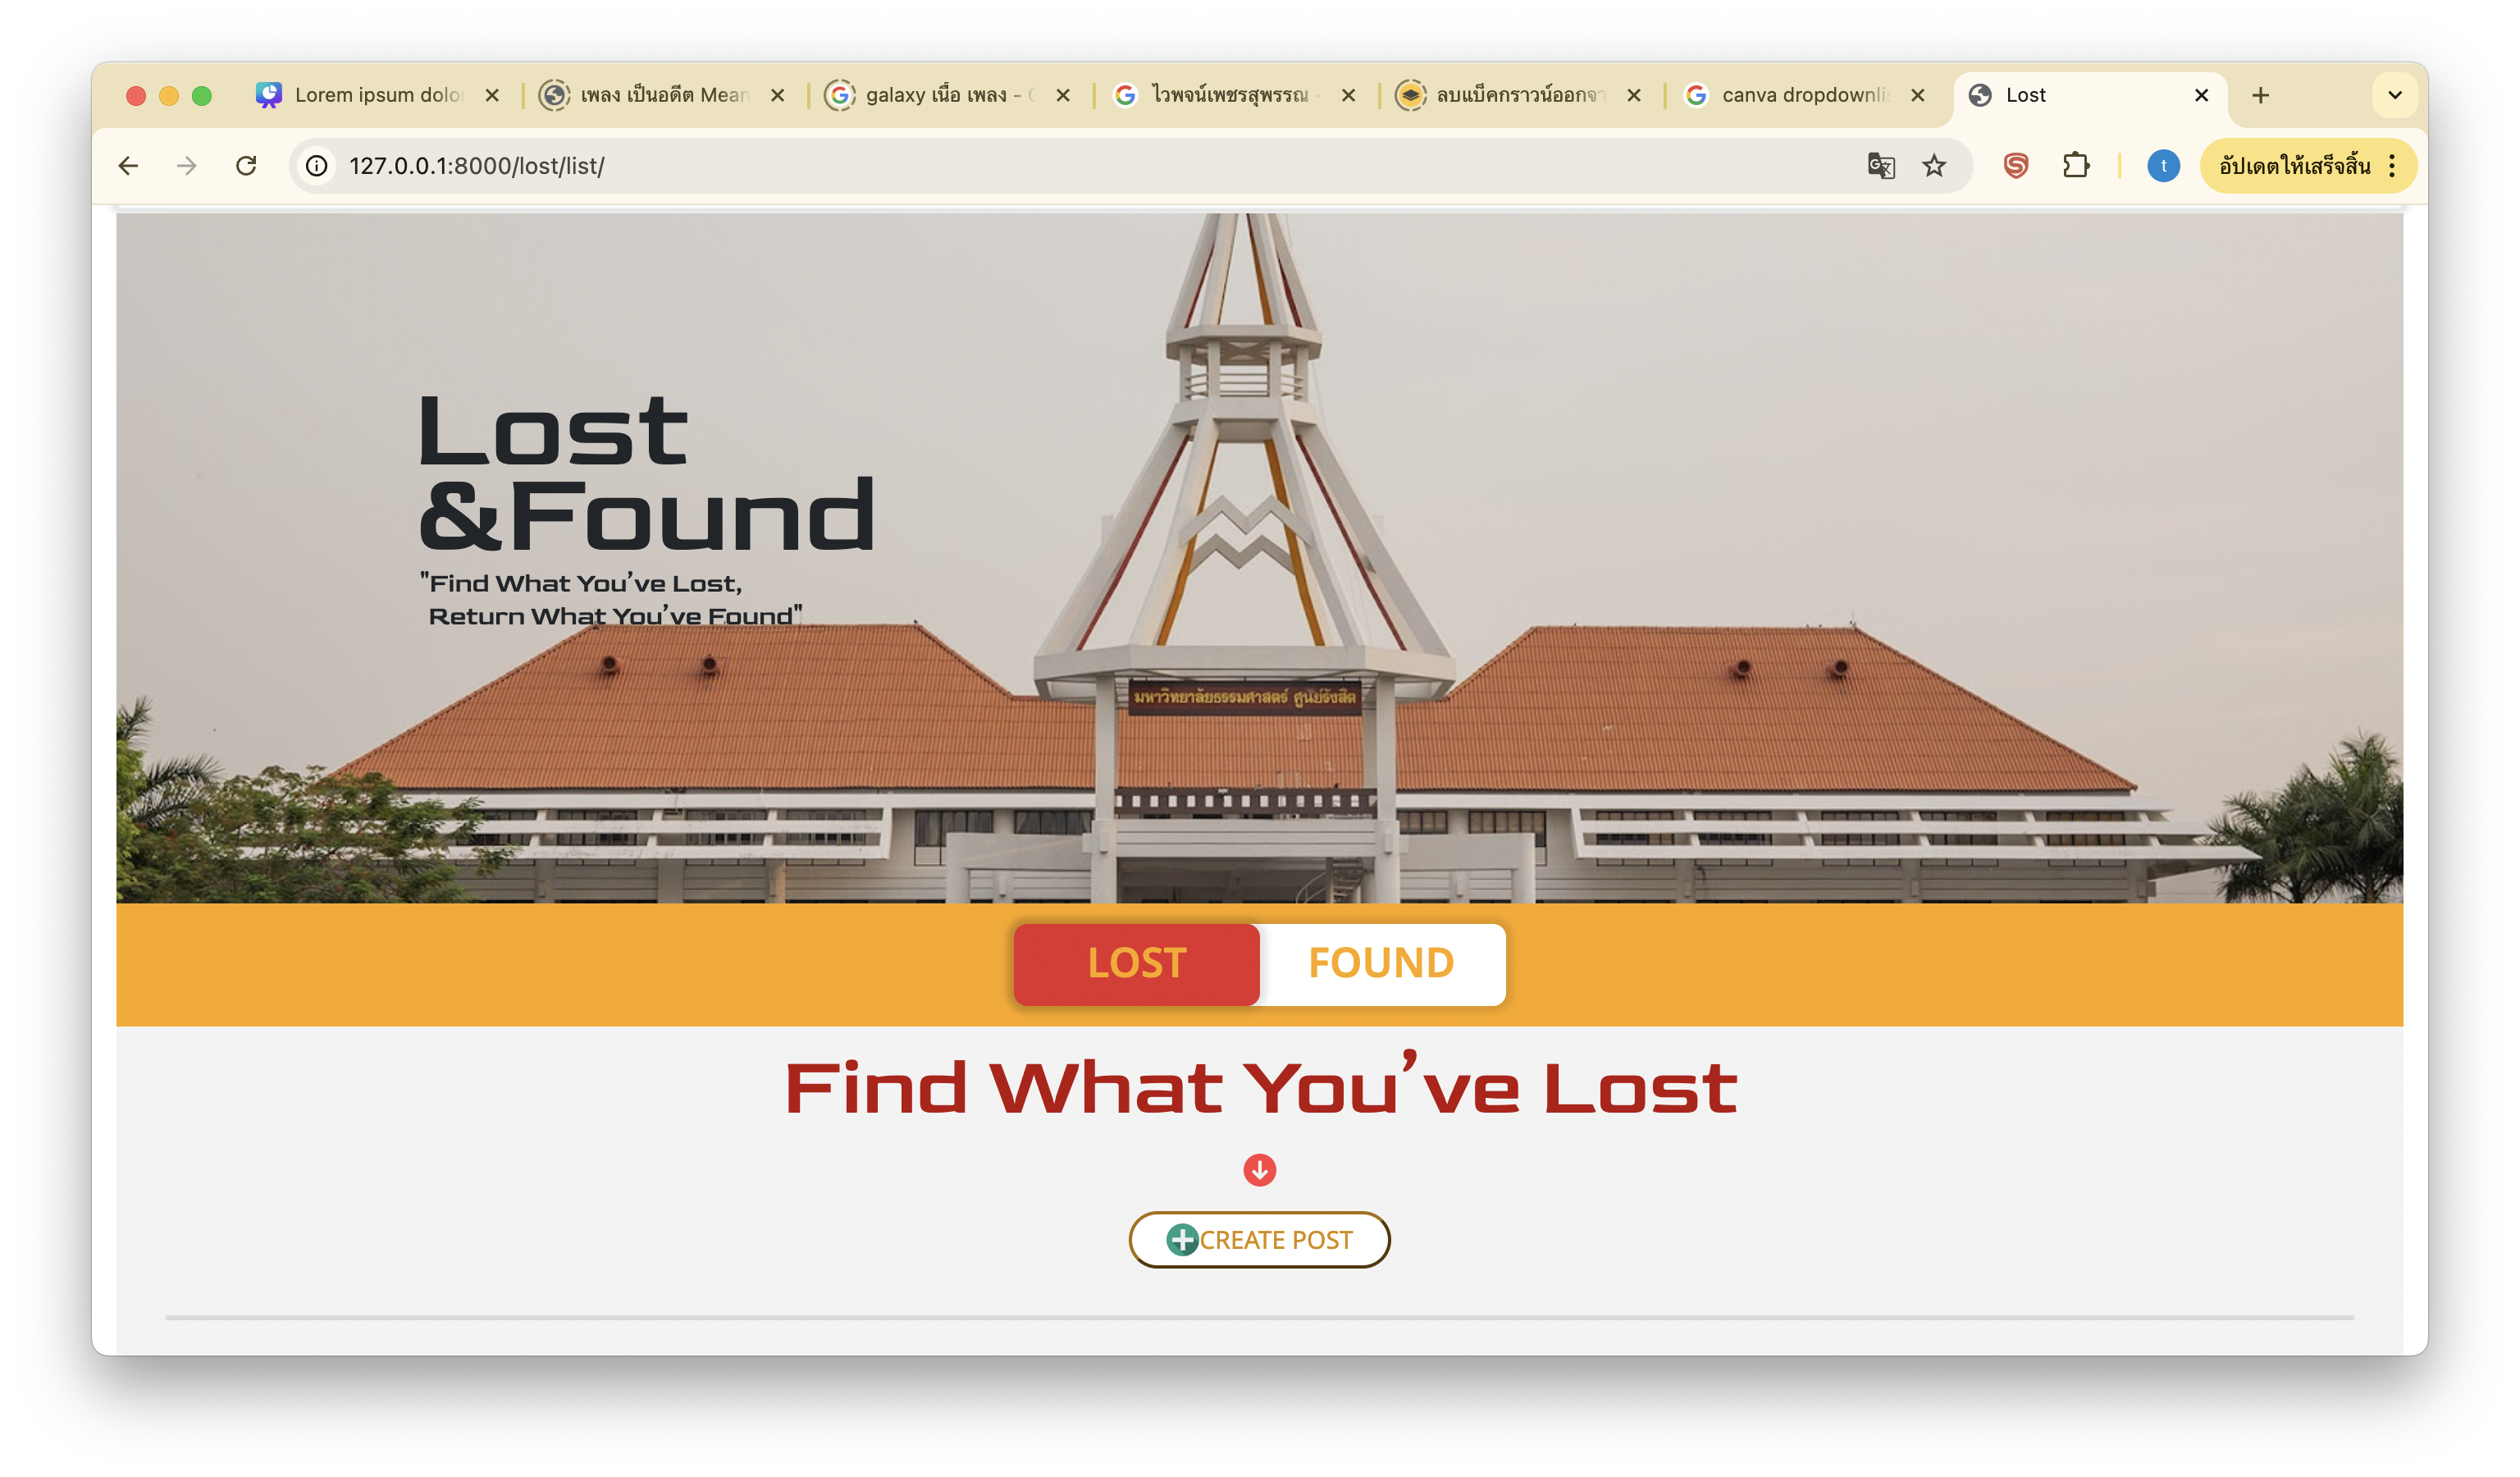 Lorem ipsum dolo
เพลง เป็นอดีต Mean
galaxy เนื้อ เพลง -
ไวพจน์เพชรสุพรรณ -
ลบแบ็คกราวน์ออกจา
canva dropdownlis
Lost
127.0.0.1:8000/lost/list/
t
อัปเดตให้เสร็จสิ้น
Lost
&Found
"Find What You've Lost,
Return What You've Found"
มหาวิทยาลัยธรรมศาสตร์ ศูนย์รังสิต
LOST
FOUND
Find What You've Lost
CREATE POST